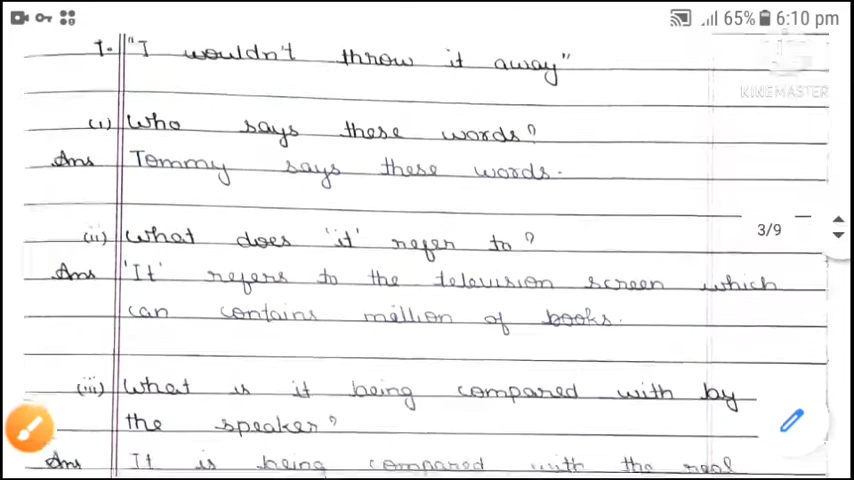 65% 6:10 pm
KINEMASTER
1. "I wouldn't throw it away"
(i) Who says these words?
Ans Tommy says these words.
3/9
(ii) What does 'it' refer to?
Ans 'It' refers to the television screen which
can contains million of books.
(iii) What is it being compared with by
the speaker?
Ans It is being compared with the real